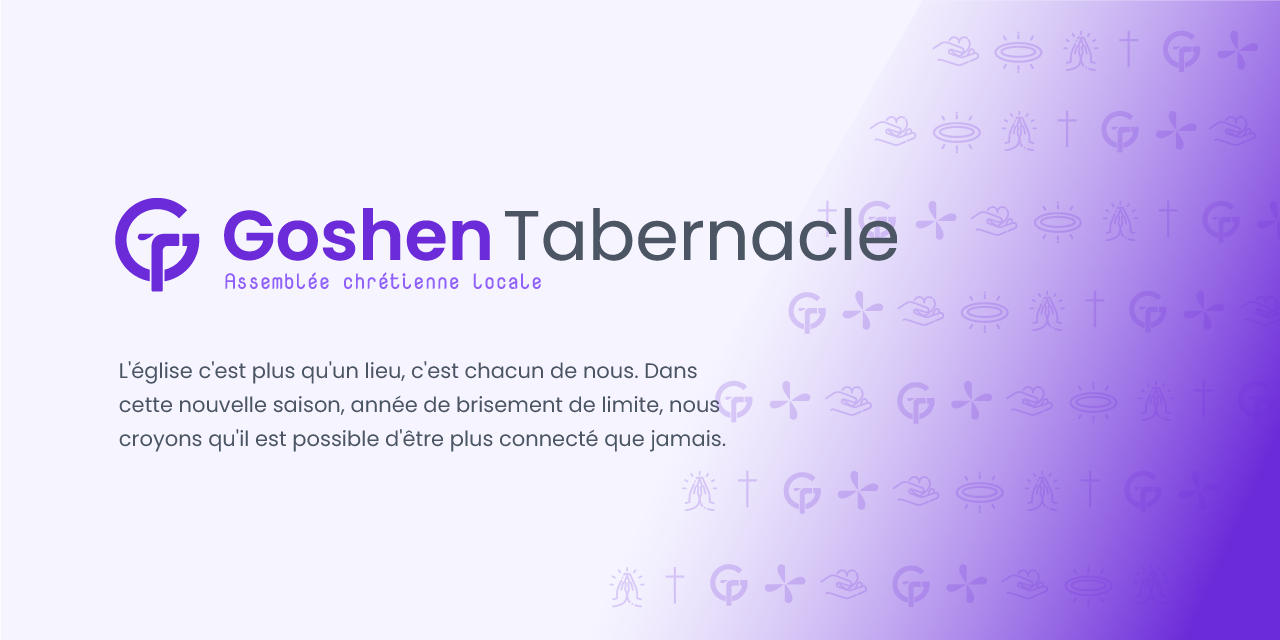 Goshen Tabernacle
Assemblée chrétienne locale
L'église c'est plus qu'un lieu, c'est chacun de nous. Dans
cette nouvelle saison, année de brisement de limite, nous
croyons qu'il est possible d'être plus connecté que jamais.